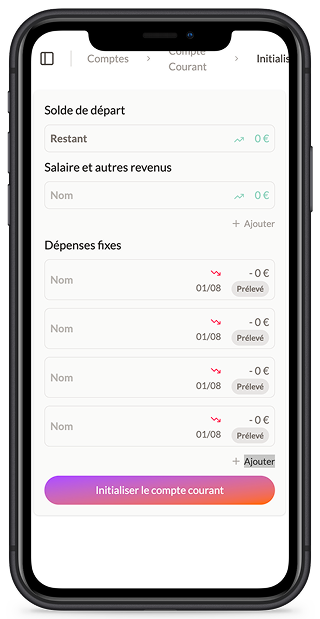 Comptes
Compte
Courant
Initialis
Solde de départ
Restant 0 €
Salaire et autres revenus
Nom 0 €
+ Ajouter
Dépenses fixes
Nom - 0 €
01/08 Prélevé
Nom - 0 €
01/08 Prélevé
Nom - 0 €
01/08 Prélevé
Nom - 0 €
01/08 Prélevé
+ Ajouter
Initialiser le compte courant